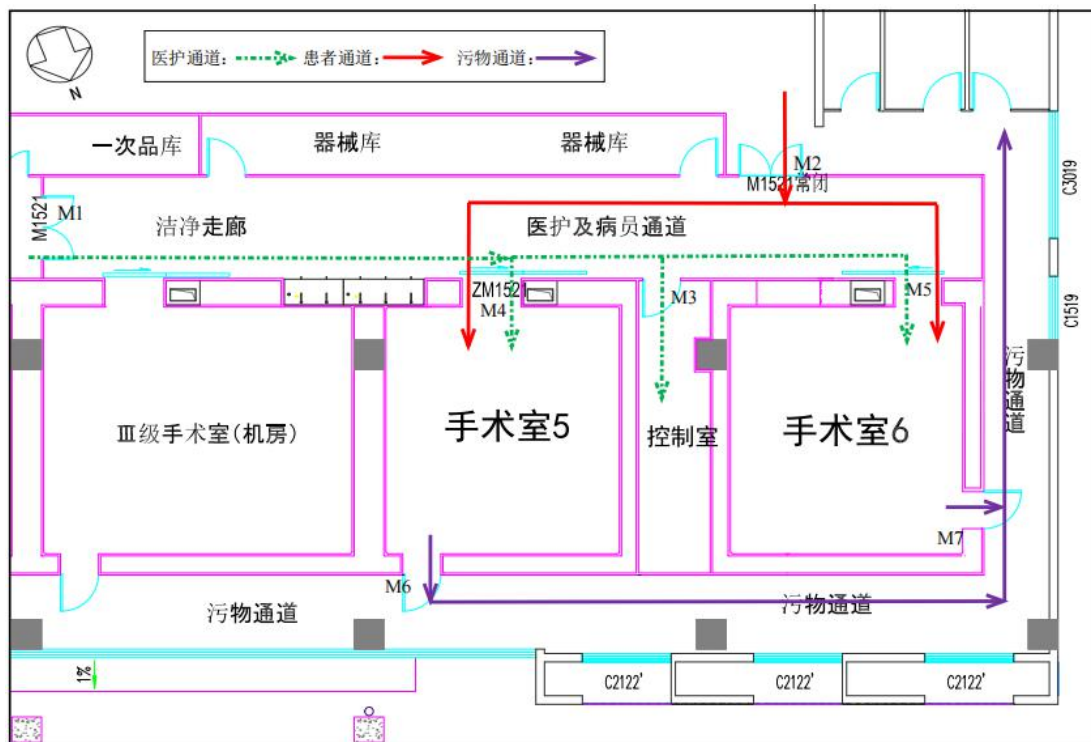 医护通道： 患者通道： 污物通道：
N
一次品库
器械库
器械库
M2
M1521常闭
C3019
M1521
M1
洁净走廊
医护及病员通道
ZM1521
M4
M3
M5
C1519
污物通道
III级手术室(机房)
手术室5
控制室
手术室6
M7
M6
污物通道
污物通道
1%
C2122'
C2122'
C2122'